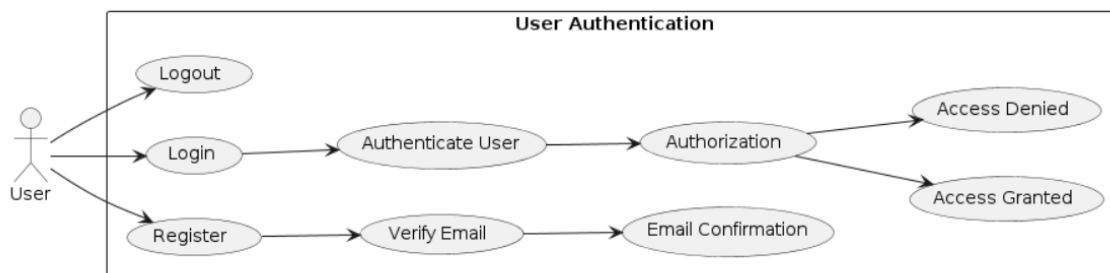 User Authentication
Logout
Access Denied
Authenticate User
Authorization
Login
User
Access Granted
Register
Verify Email
Email Confirmation